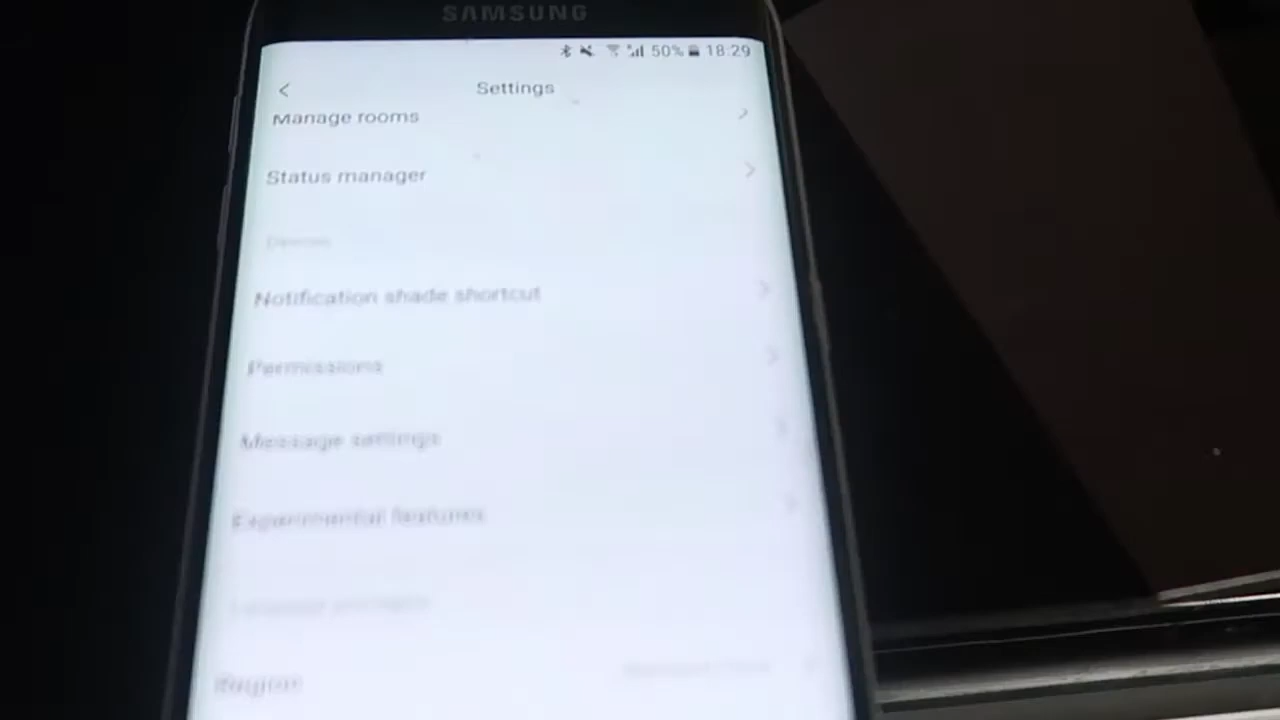 SAMSUNG
50% 18:29
Settings
Manage rooms
Status manager
Notification shade shortcut
Permissions
Message settings
Experimental features
Region